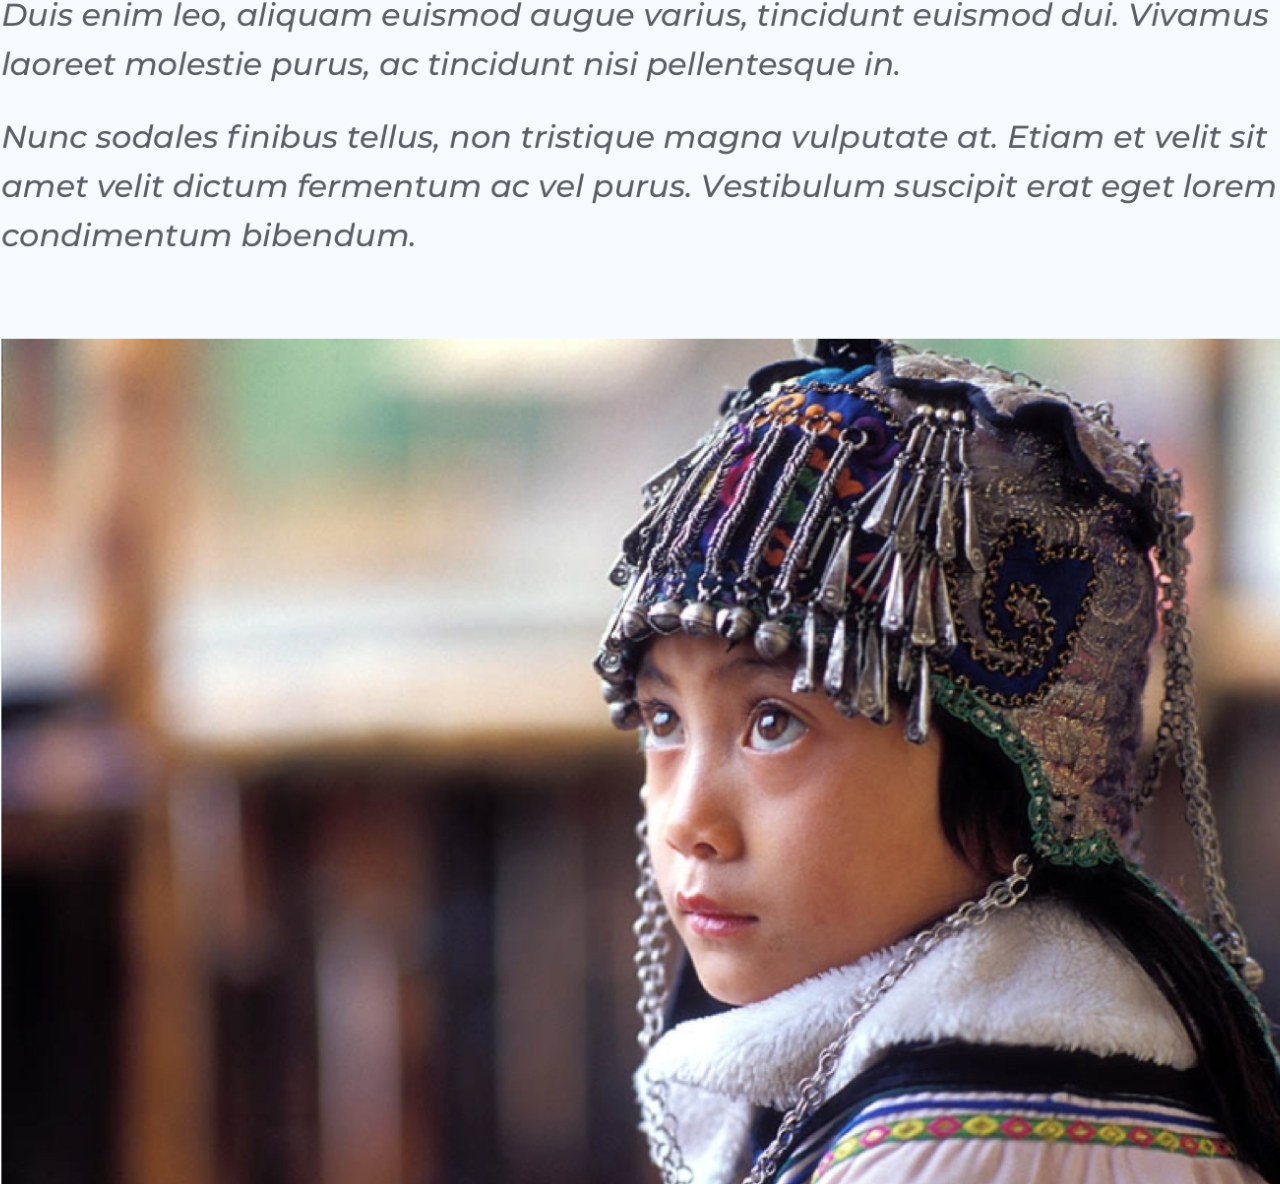 Duis enim leo, aliquam euismod augue varius, tincidunt euismod dui. Vivamus
laoreet molestie purus, ac tincidunt nisi pellentesque in.
Nunc sodales finibus tellus, non tristique magna vulputate at. Etiam et velit sit
amet velit dictum fermentum ac vel purus. Vestibulum suscipit erat eget lorem
condimentum bibendum.